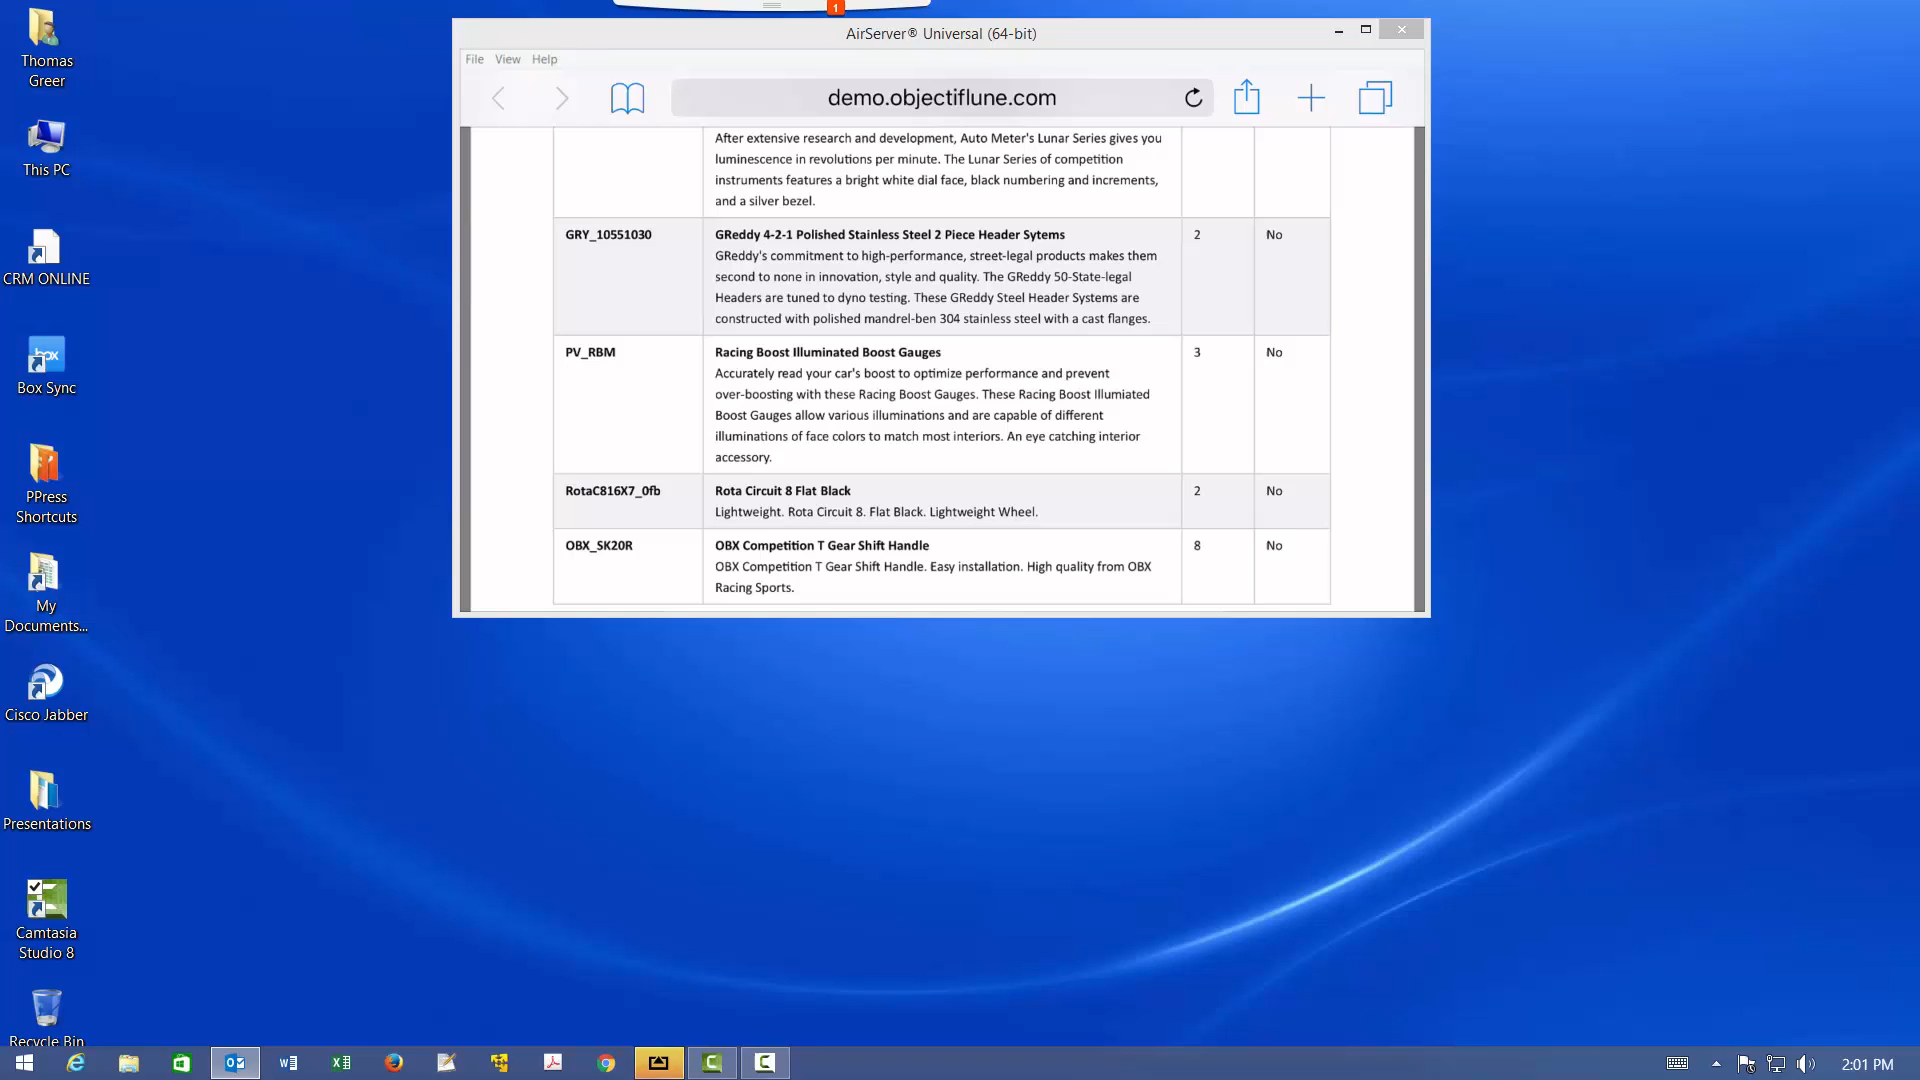 1
AirServer® Universal (64-bit)
File View Help
demo.objectiflune.com
After extensive research and development, Auto Meter's Lunar Series gives you
luminescence in revolutions per minute. The Lunar Series of competition
instruments features a bright white dial face, black numbering and increments,
and a silver bezel.
GRY_10551030 GReddy 4-2-1 Polished Stainless Steel 2 Piece Header Sytems 2 No
GReddy's commitment to high-performance, street-legal products makes them
second to none in innovation, style and quality. The GReddy 50-State-legal
Headers are tuned to dyno testing. These GReddy Steel Header Systems are
constructed with polished mandrel-ben 304 stainless steel with a cast flanges.
PV_RBM Racing Boost Illuminated Boost Gauges 3 No
Accurately read your car's boost to optimize performance and prevent
over-boosting with these Racing Boost Gauges. These Racing Boost Illumiated
Boost Gauges allow various illuminations and are capable of different
illuminations of face colors to match most interiors. An eye catching interior
accessory.
RotaC816X7_0fb Rota Circuit 8 Flat Black 2 No
Lightweight. Rota Circuit 8. Flat Black. Lightweight Wheel.
OBX_SK20R OBX Competition T Gear Shift Handle 8 No
OBX Competition T Gear Shift Handle. Easy installation. High quality from OBX
Racing Sports.
Thomas
Greer
This PC
CRM ONLINE
box
Box Sync
PPress
Shortcuts
My
Documents...
Cisco Jabber
Presentations
Camtasia
Studio 8
Recycle Bin
2:01 PM